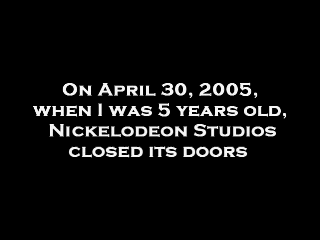 On April 30, 2005,
when I was 5 years old,
Nickelodeon Studios
closed its doors